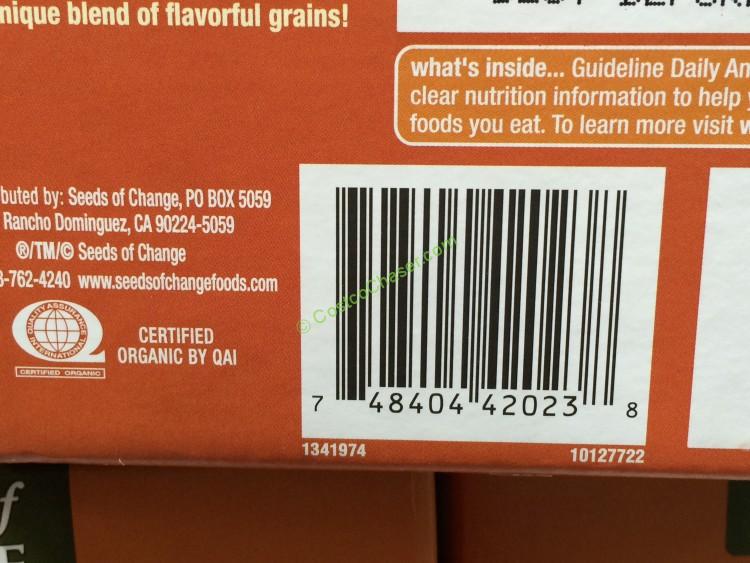 nique blend of flavorful grains!
what's inside... Guideline Daily Am
clear nutrition information to help
foods you eat. To learn more visit w
buted by: Seeds of Change, PO BOX 5059
Rancho Dominguez, CA 90224-5059
®/TM/© Seeds of Change
-762-4240 www.seedsofchangefoods.com
QUALITY ASSURANCE
INTERNATIONAL
CERTIFIED ORGANIC
CERTIFIED
ORGANIC BY QAI
© CostcoChaser.com
7 48404 42023 8
1341974
10127722
f